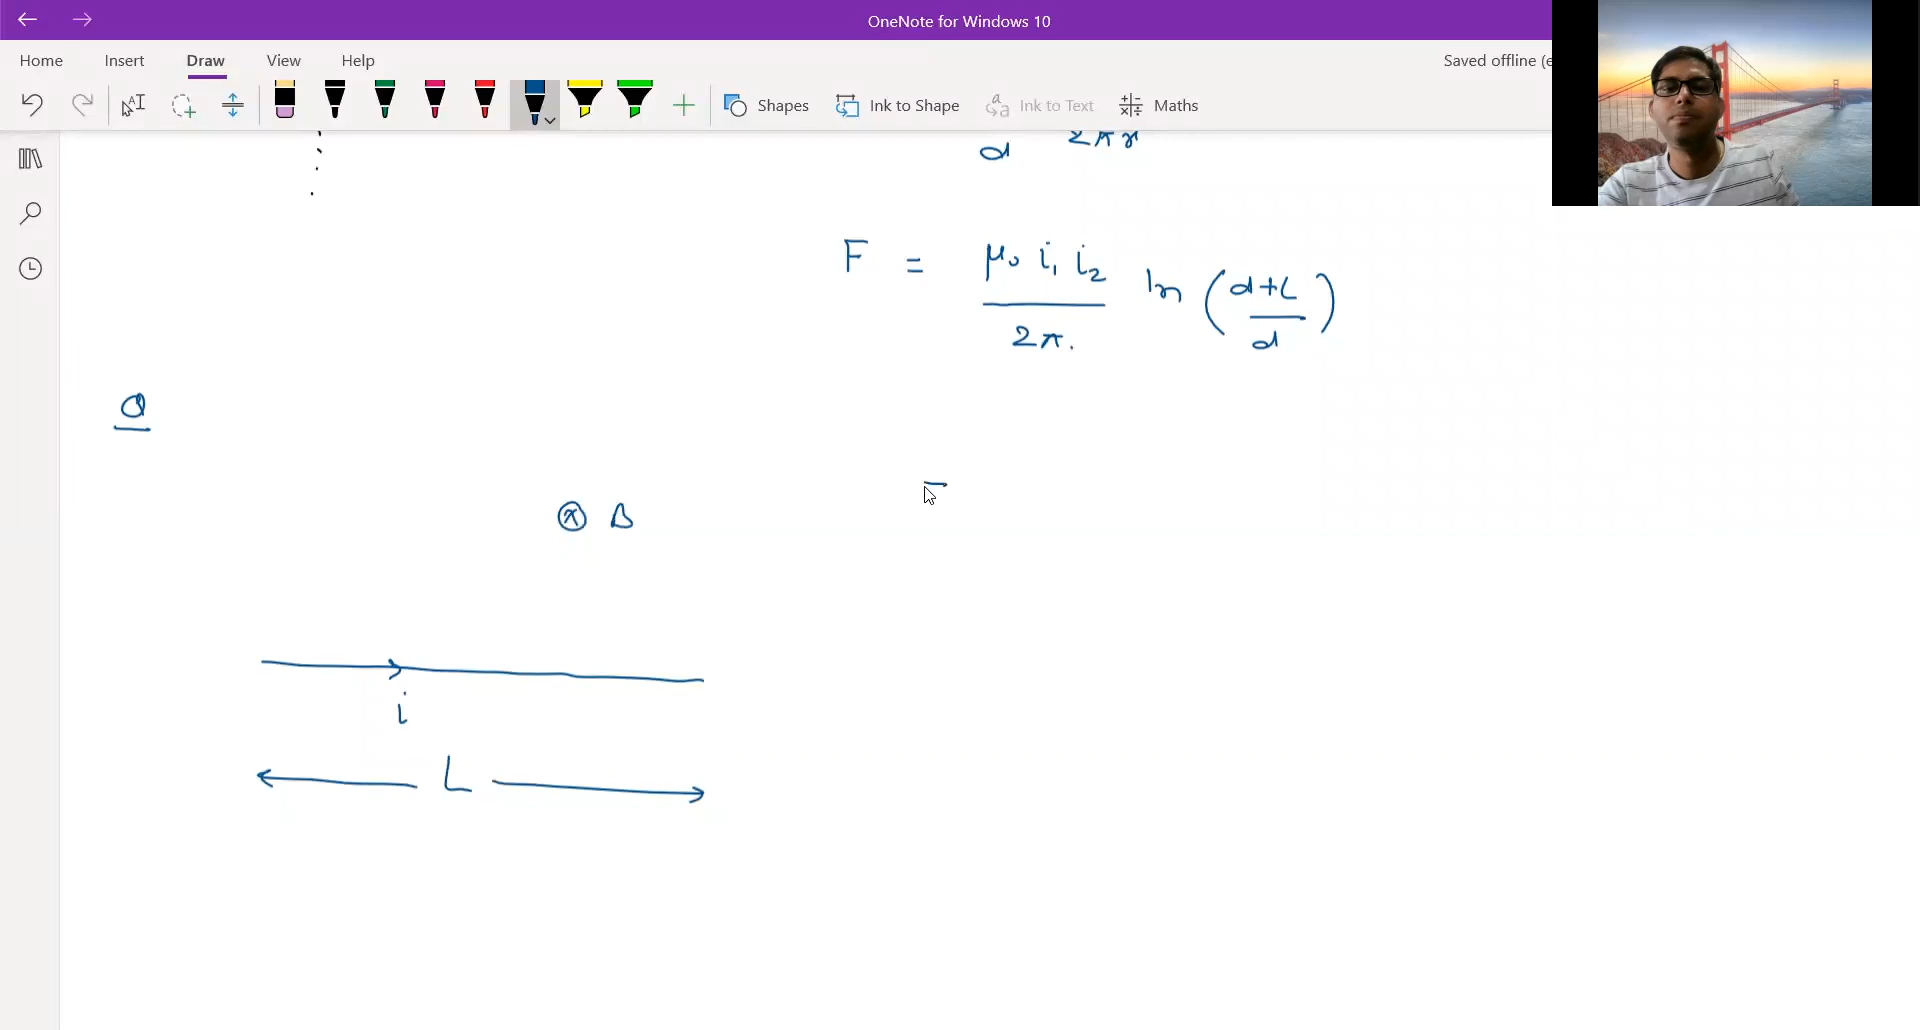 OneNote for Windows 10
Home Insert Draw View Help Saved offline (e
Shapes Ink to Shape Ink to Text Maths
d 2πr
F = μ₀ i₁ i₂ / 2π. ln ( d+L / d )
Q
ⓧ B
i
L